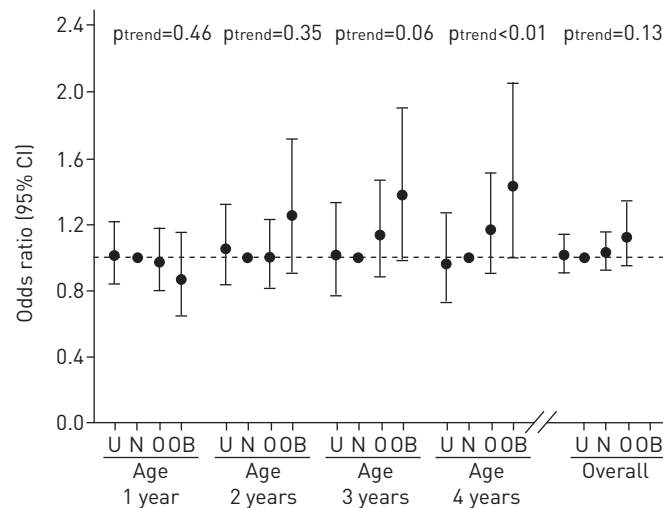 2.4
ptrend=0.46 ptrend=0.35 ptrend=0.06 ptrend<0.01 ptrend=0.13
2.0
1.6
1.2
0.8
0.4
0.0
Odds ratio (95% CI)
U N O OB U N O OB U N O OB U N O OB U N O OB
Age Age Age Age Overall
1 year 2 years 3 years 4 years